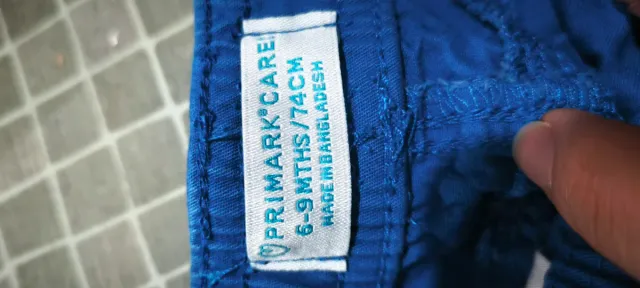 PRIMARK® CARES
6-9 MTHS/74CM
MADE IN BANGLADESH